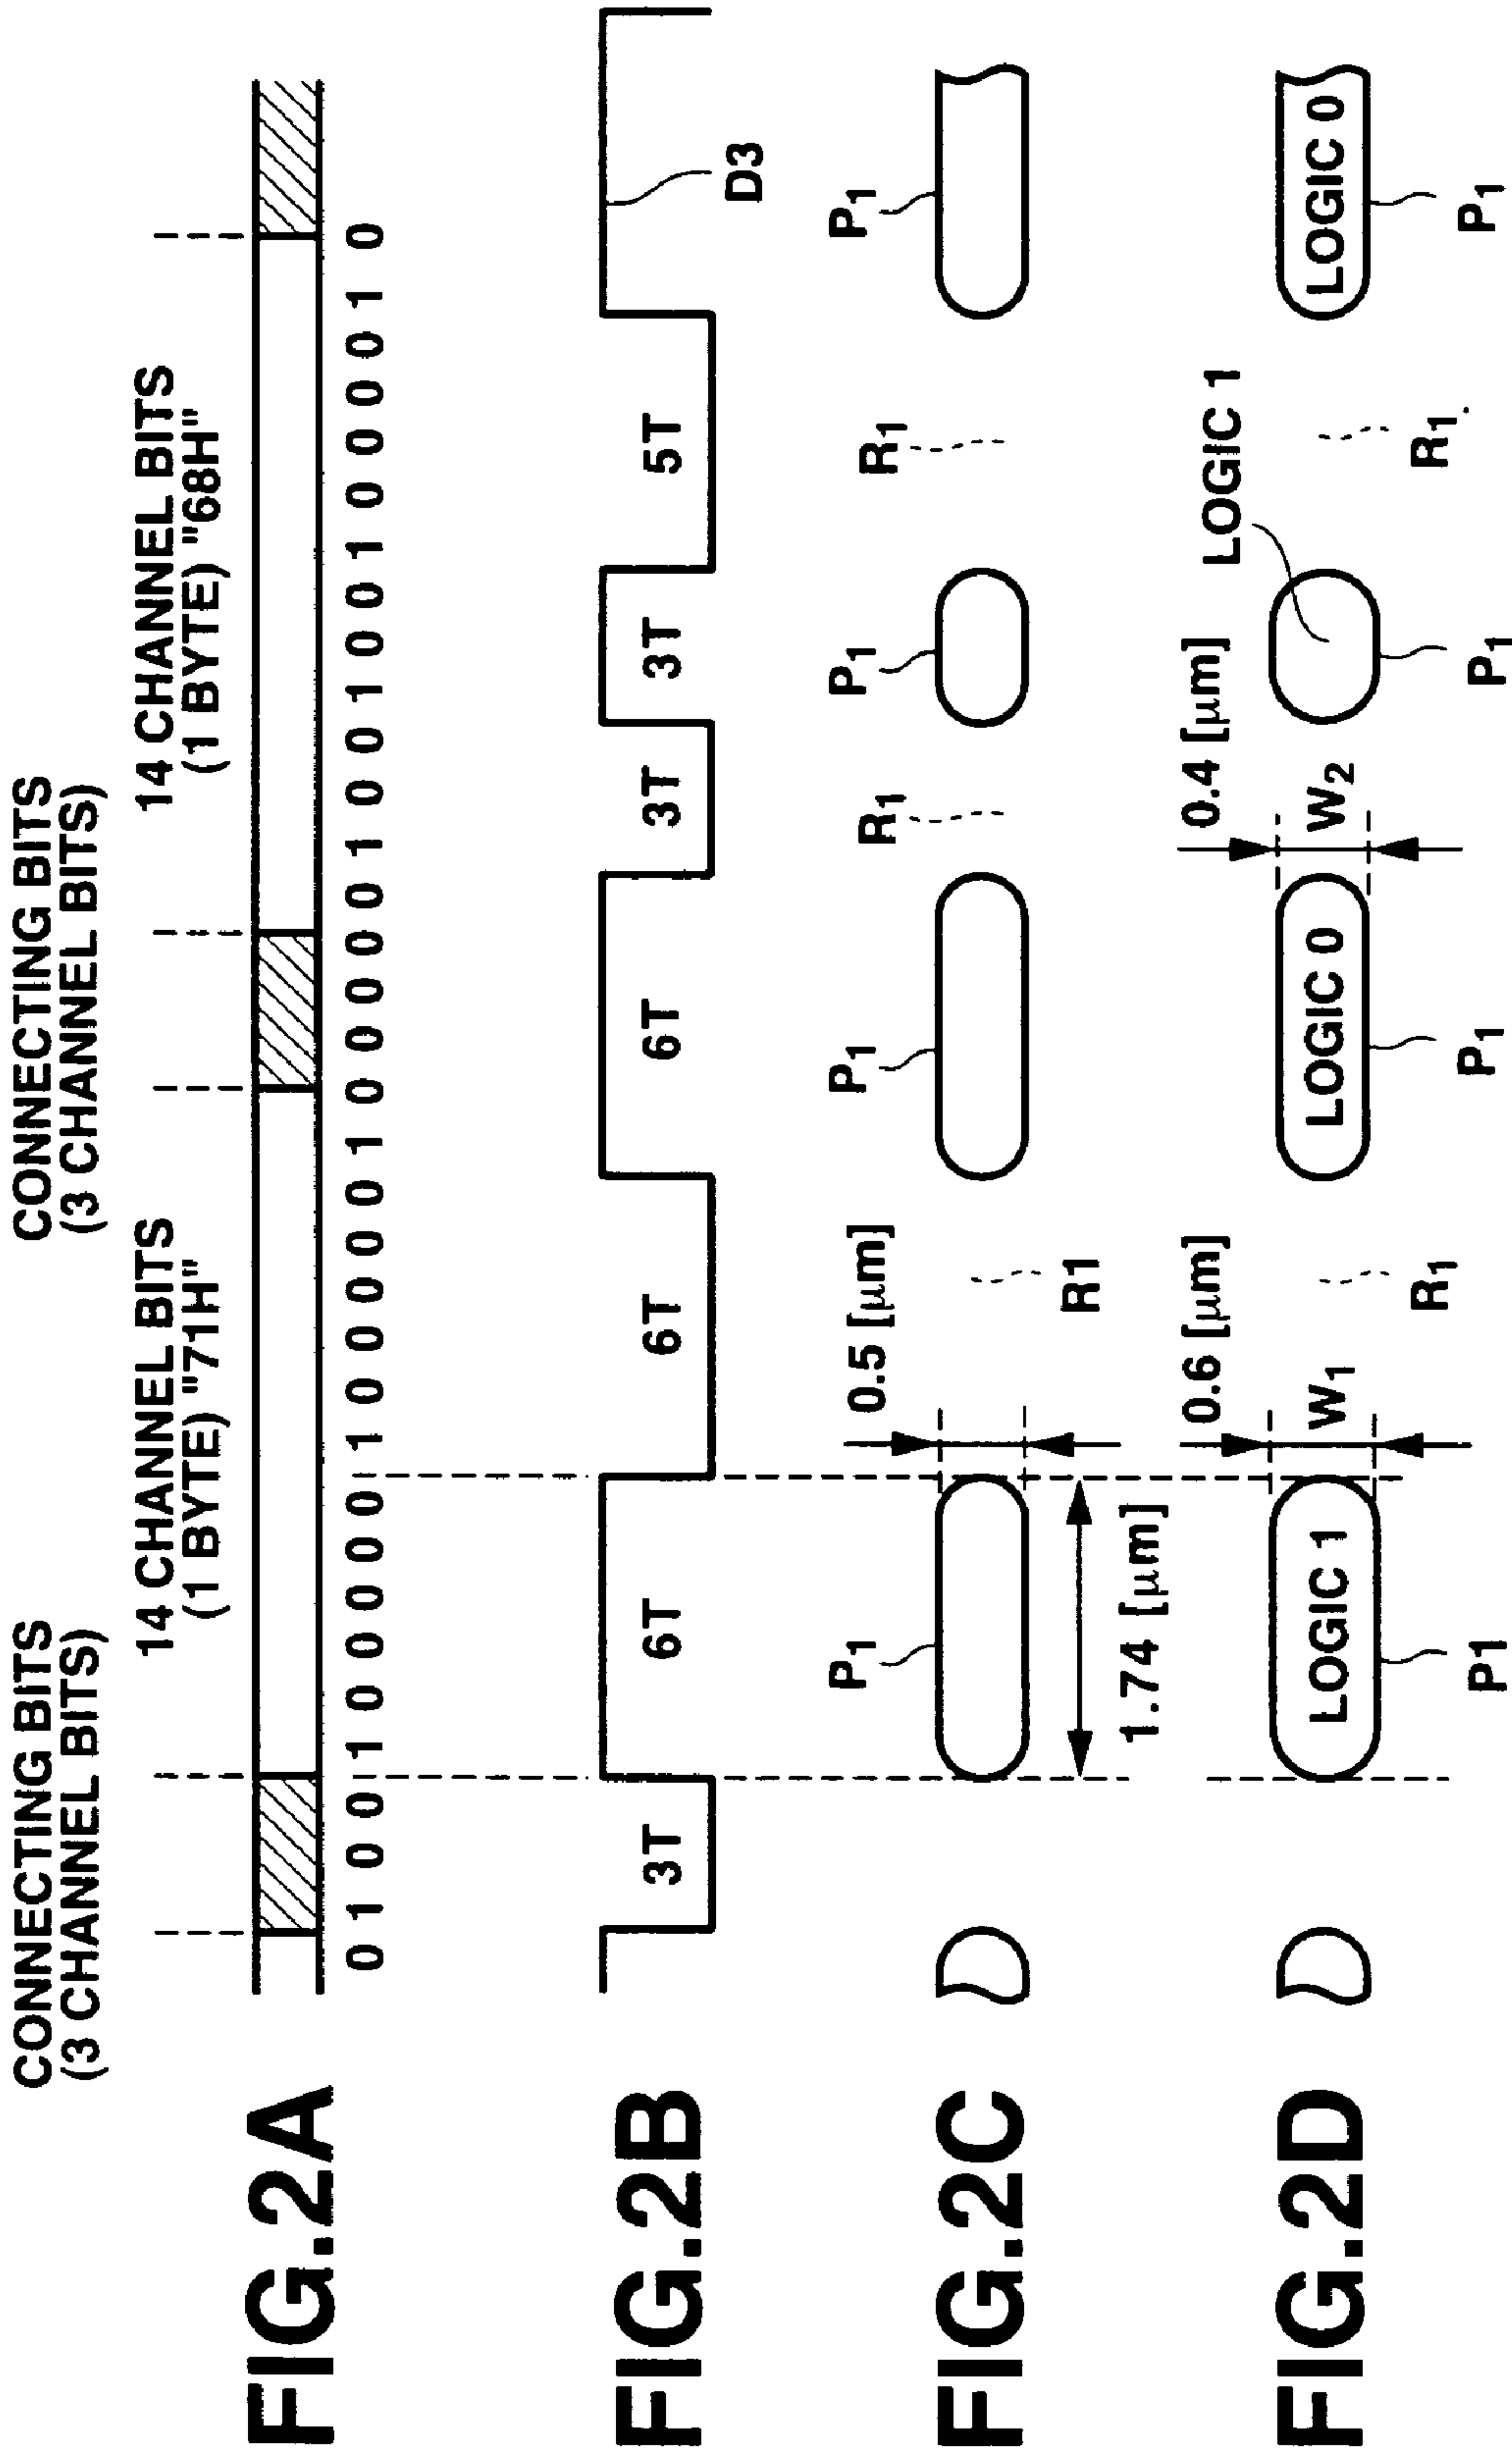 CONNECTING BITS
(3 CHANNEL BITS)
CONNECTING BITS
(3 CHANNEL BITS)
14 CHANNEL BITS
(1 BYTE) "71H"
14 CHANNEL BITS
(1 BYTE) "68H"
FIG.2A
0 1 0 0 1 0 0 0 0 0 1 0 0 0 0 0 1 0 0 0 0 0 1 0 0 1 0 0 1 0 0 0 0 1 0
FIG.2B
3T 6T 6T 6T 3T 3T 5T
D3
FIG.2C
P1 0.5 [μm] P1 R1 P1 R1 P1
1.74 [μm] R1
FIG.2D
0.6 [μm] 0.4 [μm] LOGIC 1
LOGIC 1 W1 LOGIC 0 W2 LOGIC 0
P1 R1 P1 P1 R1 P1